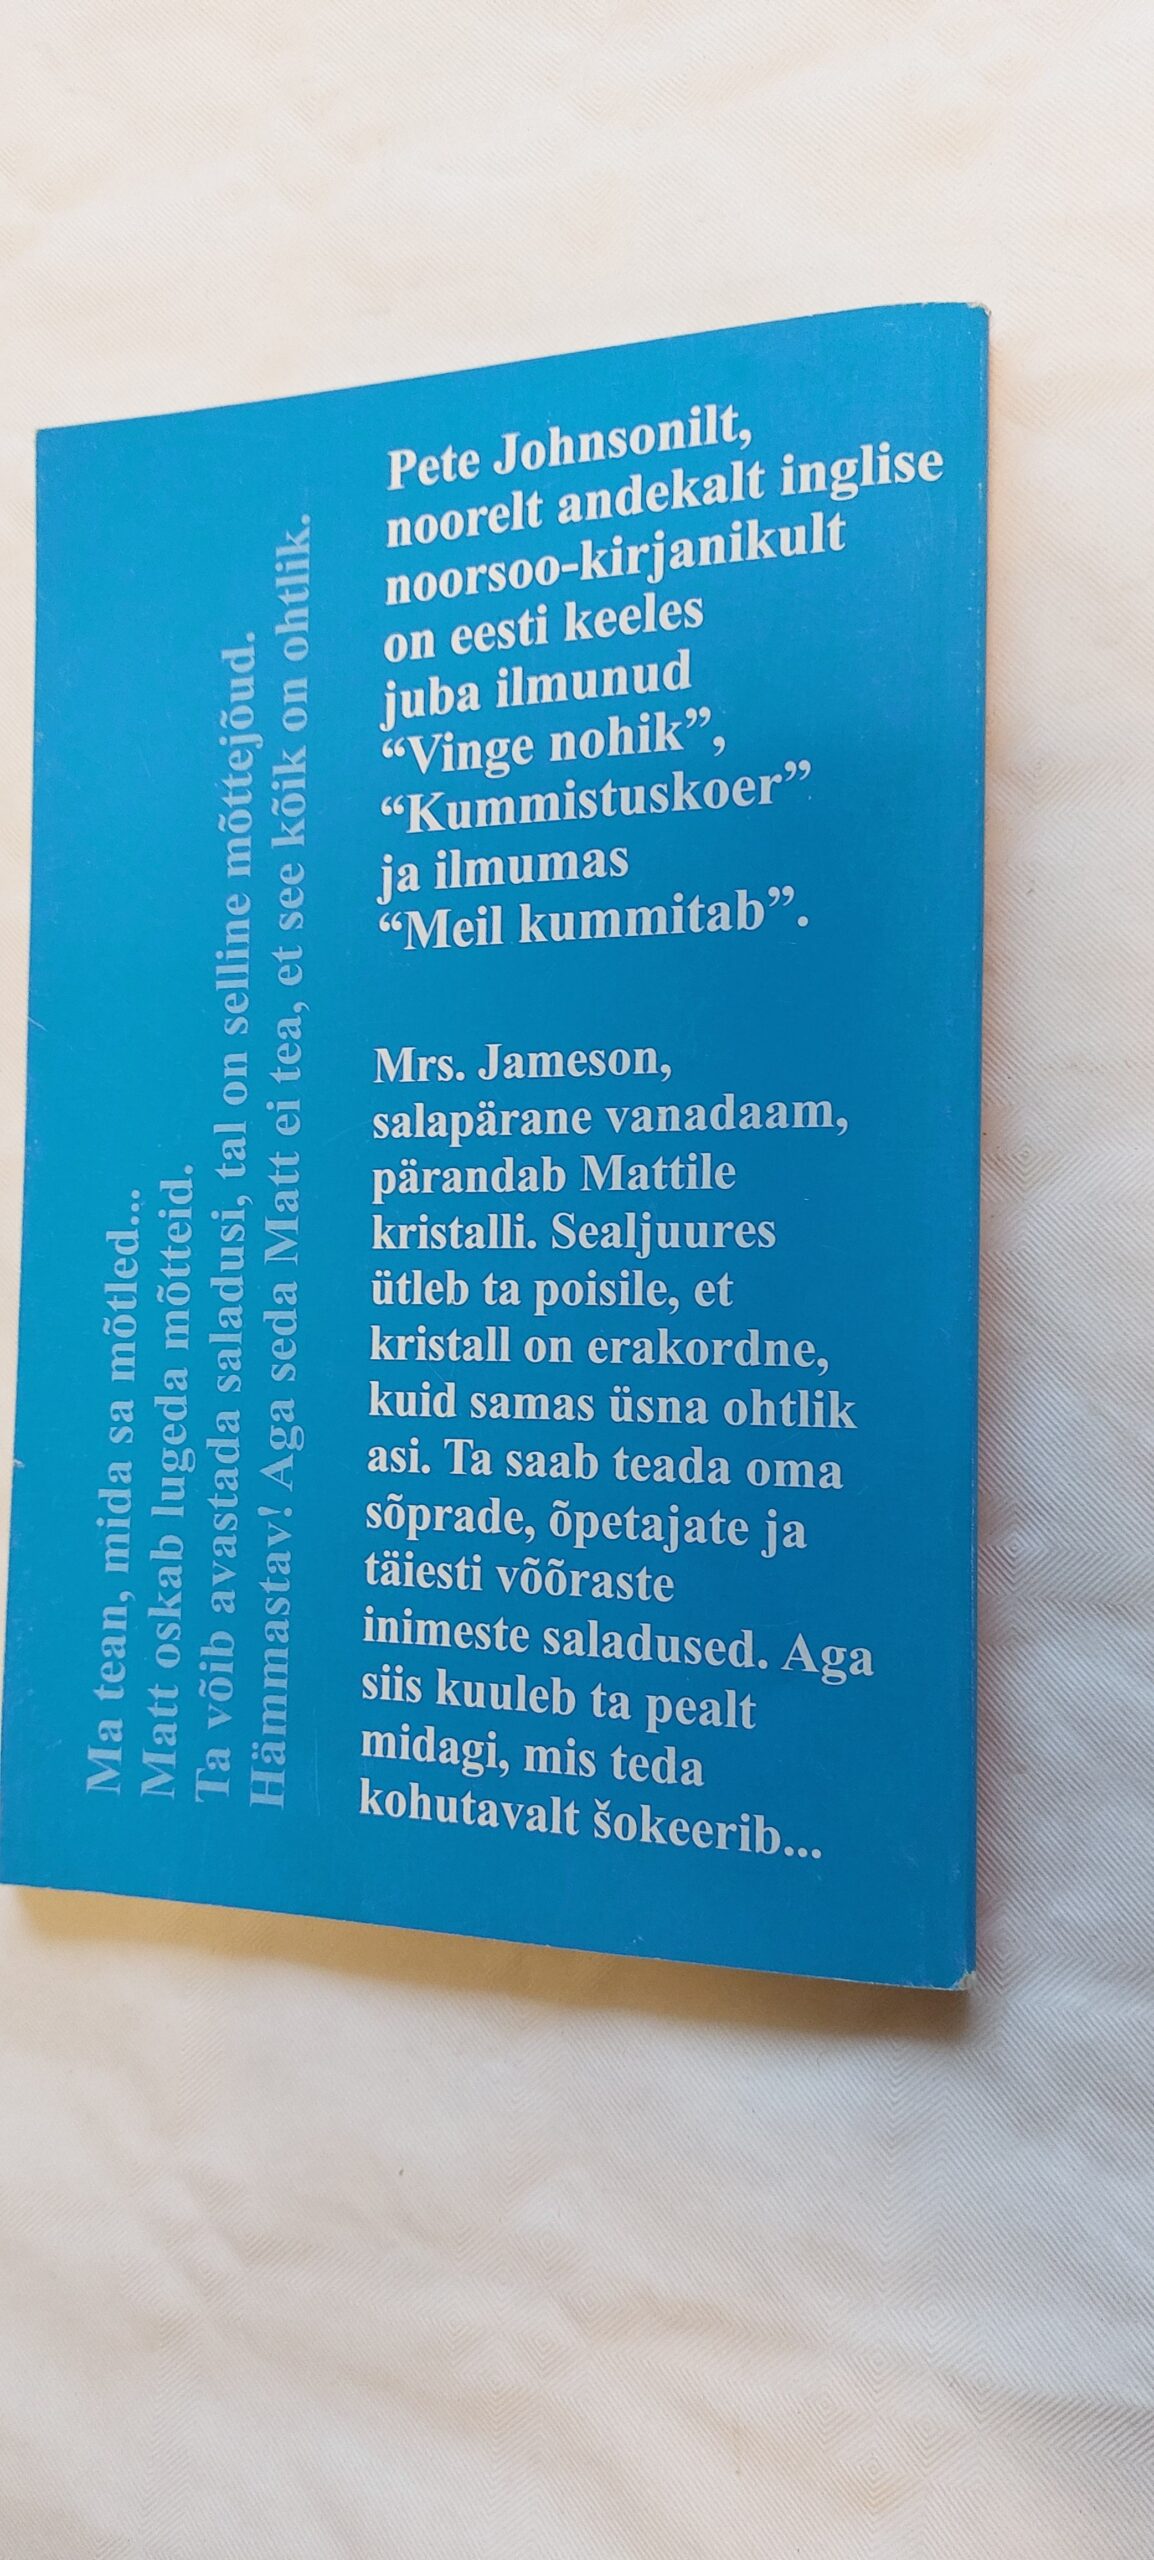 Pete Johnsonilt,
noorelt andekalt inglise
noorsoo-kirjanikult
on eesti keeles
juba ilmunud
“Vinge nohik”,
“Kummistuskoer”
ja ilmumas
“Meil kummitab”.
Mrs. Jameson,
salapärane vanadaam,
pärandab Mattile
kristalli. Sealjuures
ütleb ta poisile, et
kristall on erakordne,
kuid samas üsna ohtlik
asi. Ta saab teada oma
sõprade, õpetajate ja
täiesti võõraste
inimeste saladused. Aga
siis kuuleb ta pealt
midagi, mis teda
kohutavalt šokeerib...
Ma tean, mida sa mõtled...
Matt oskab lugeda mõtteid.
Ta võib avastada saladusi, tal on selline mõttejõud.
Hämmastav! Aga seda Matt ei tea, et see kõik on ohtlik.